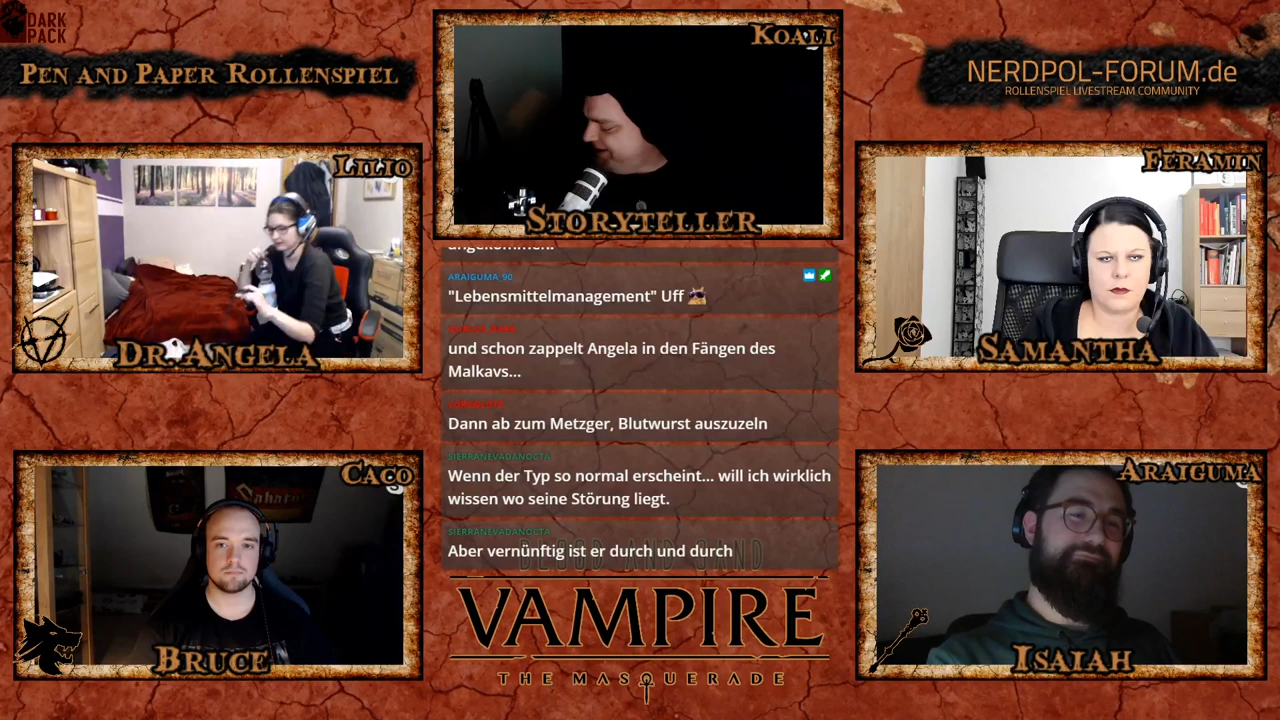 DARK
PACK
PEN AND PAPER ROLLENSPIEL
KOALI
NERDPOL-FORUM.de
ROLLENSPIEL LIVESTREAM COMMUNITY
LILIO
FERAMIN
STORYTELLER
angekommen.
ARAIGUMA_90
"Lebensmittelmanagement" Uff
und schon zappelt Angela in den Fängen des
Malkavs...
DR. ANGELA
SAMANTHA
Dann ab zum Metzger, Blutwurst auszuzeln
SIERRANEVADANOCTA
Wenn der Typ so normal erscheint... will ich wirklich
wissen wo seine Störung liegt.
CACO
ARAIGUMA
Sabbat
SIERRANEVADANOCTA
Aber vernünftig ist er durch und durch
BLOOD AND SAND
VAMPIRE
THE MASQUERADE
BRUCE
ISAIAH